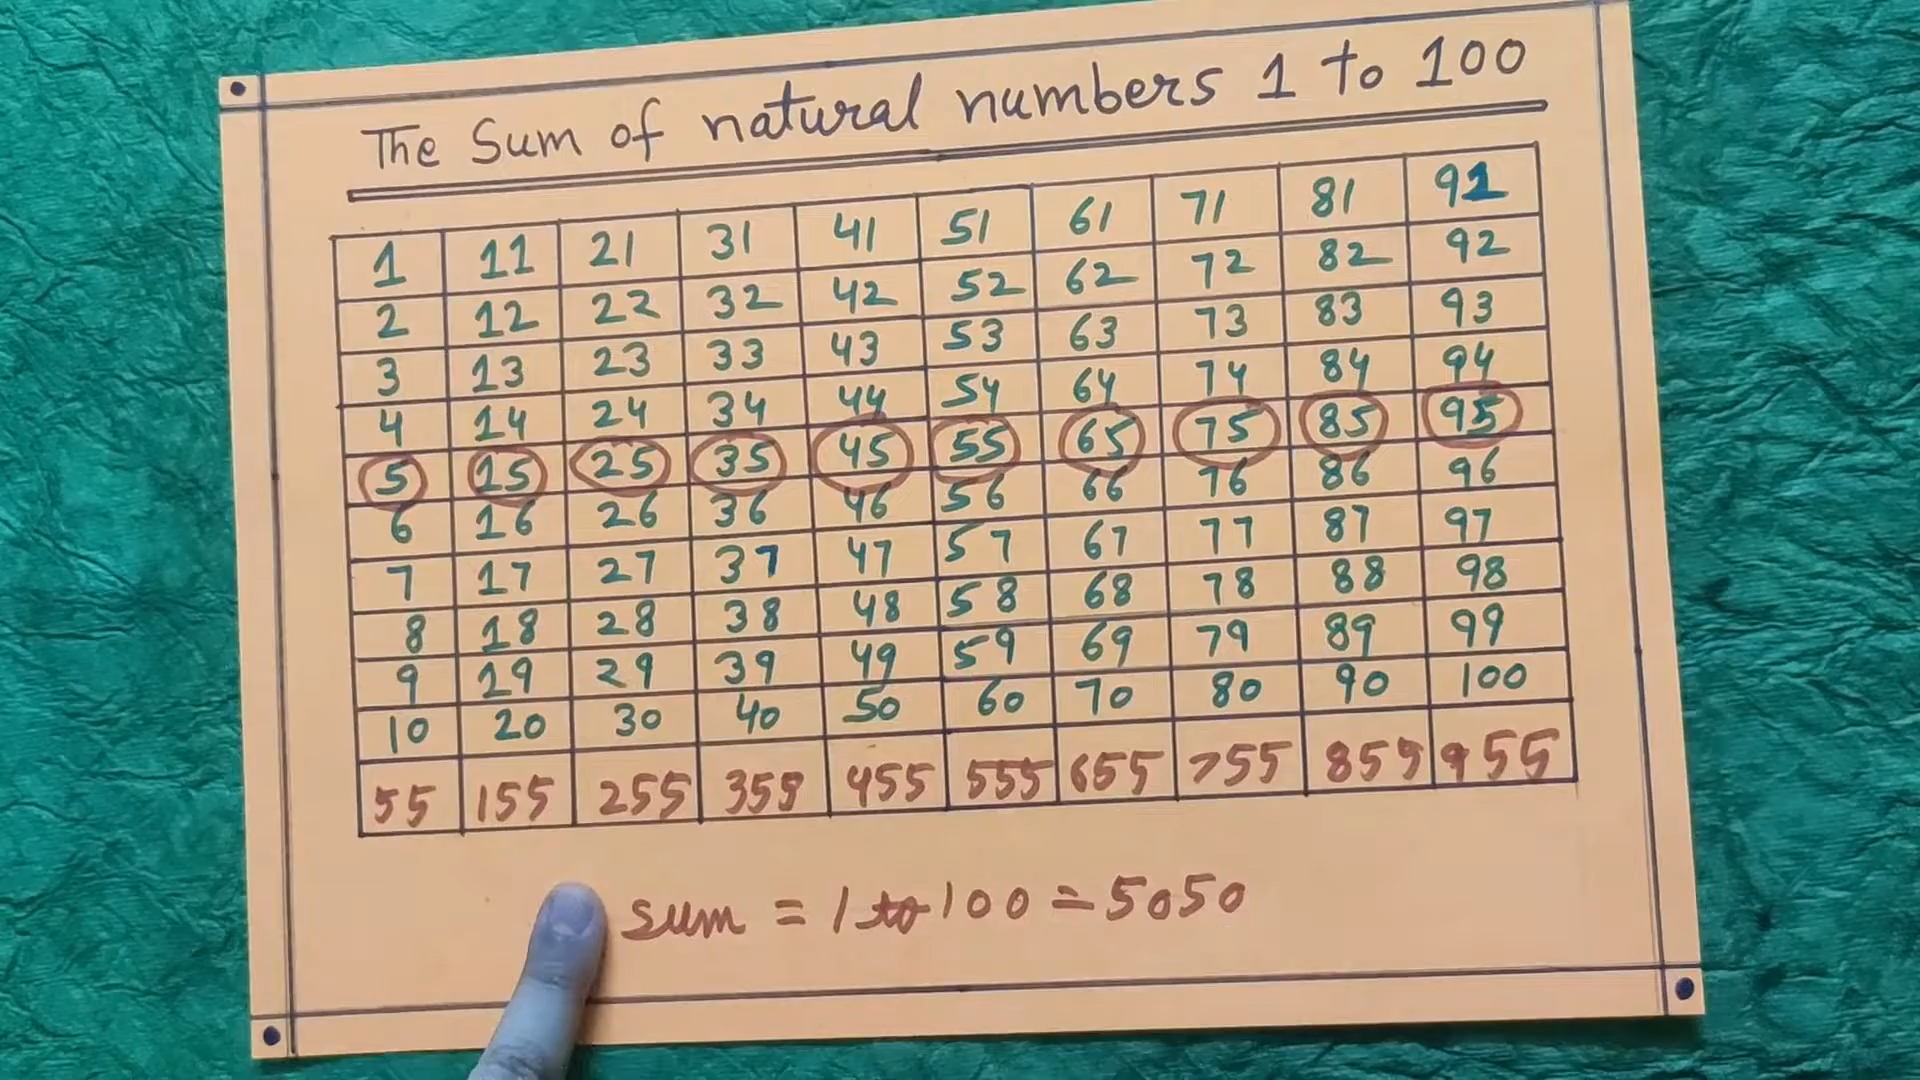 The Sum of natural numbers 1 to 100
1 11 21 31 41 51 61 71 81 91
2 12 22 32 42 52 62 72 82 92
3 13 23 33 43 53 63 73 83 93
4 14 24 34 44 54 64 74 84 94
5 15 25 35 45 55 65 75 85 95
6 16 26 36 46 56 66 76 86 96
7 17 27 37 47 57 67 77 87 97
8 18 28 38 48 58 68 78 88 98
9 19 29 39 49 59 69 79 89 99
10 20 30 40 50 60 70 80 90 100
55 155 255 355 455 555 655 755 855 955
sum = 1 to 100 = 5050